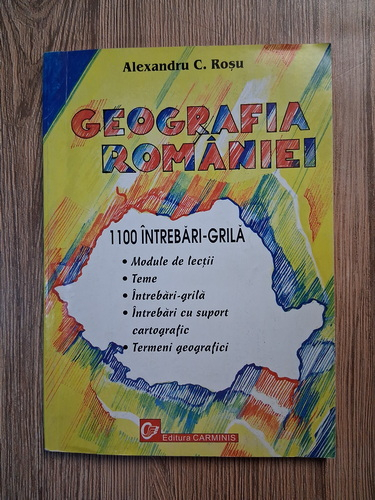 Alexandru C. Roșu
GEOGRAFIA
ROMÂNIEI
1100 ÎNTREBĂRI-GRILĂ
• Module de lecții
• Teme
• Întrebări-grilă
• Întrebări cu suport
cartografic
• Termeni geografici
Editura CARMINIS